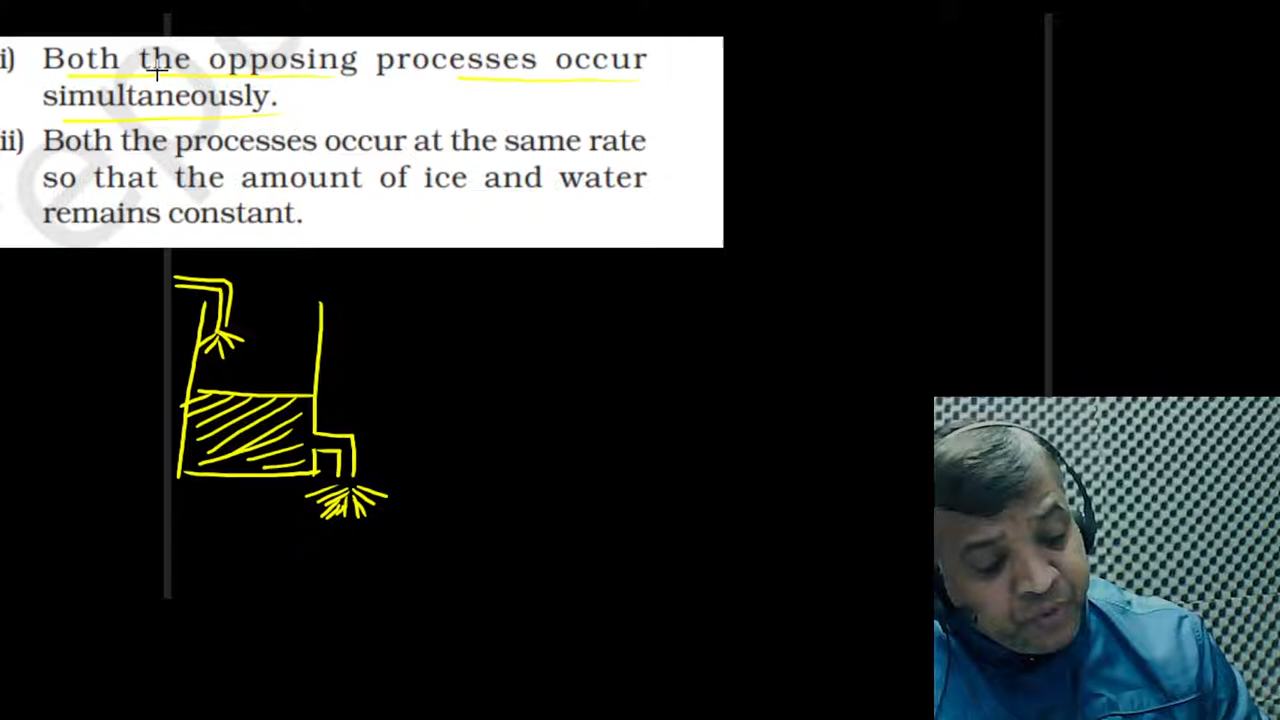 i) Both the opposing processes occur
simultaneously.
ii) Both the processes occur at the same rate
so that the amount of ice and water
remains constant.